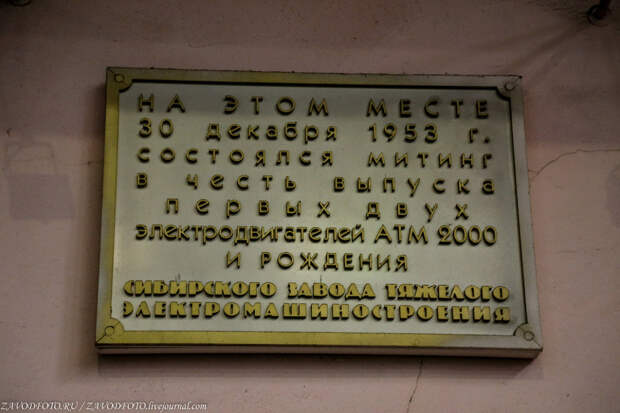 НА ЭТОМ МЕСТЕ
30 декабря 1953 г.
состоялся митинг
в честь выпуска
первых двух
электродвигателей АТМ 2000
И РОЖДЕНИЯ
СИБИРСКОГО ЗАВОДА ТЯЖЕЛОГО
ЭЛЕКТРОМАШИНОСТРОЕНИЯ
ZAVODFOTO.RU / ZAVODFOTO.livejournal.com